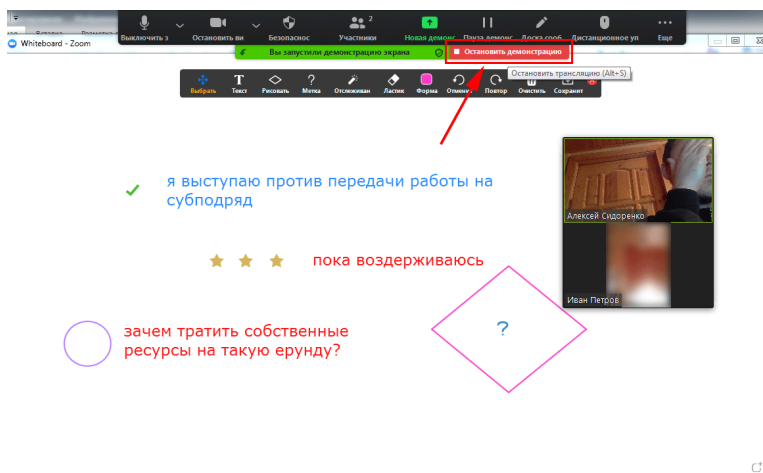 2
Выключить з
Остановить ви
Безопаснос
Участники
Новая демонс
Пауза демонс
Доска сооб
Дистанционное уп
Еще
Whiteboard - Zoom
Вы запустили демонстрацию экрана
Остановить демонстрацию
Остановить трансляцию (Alt+S)
Выбрать
Текст
Рисовать
Метка
Отслеживан
Ластик
Форма
Отмени
Повтор
Очистить
Сохранит
я выступаю против передачи работы на
субподряд
Алексей Сидоренко
пока воздерживаюсь
Иван Петров
зачем тратить собственные
ресурсы на такую ерунду?
?